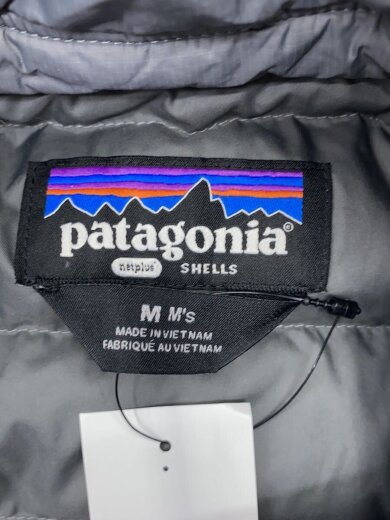 patagonia®
netplus® SHELLS
M M's
MADE IN VIETNAM
FABRIQUÉ AU VIETNAM